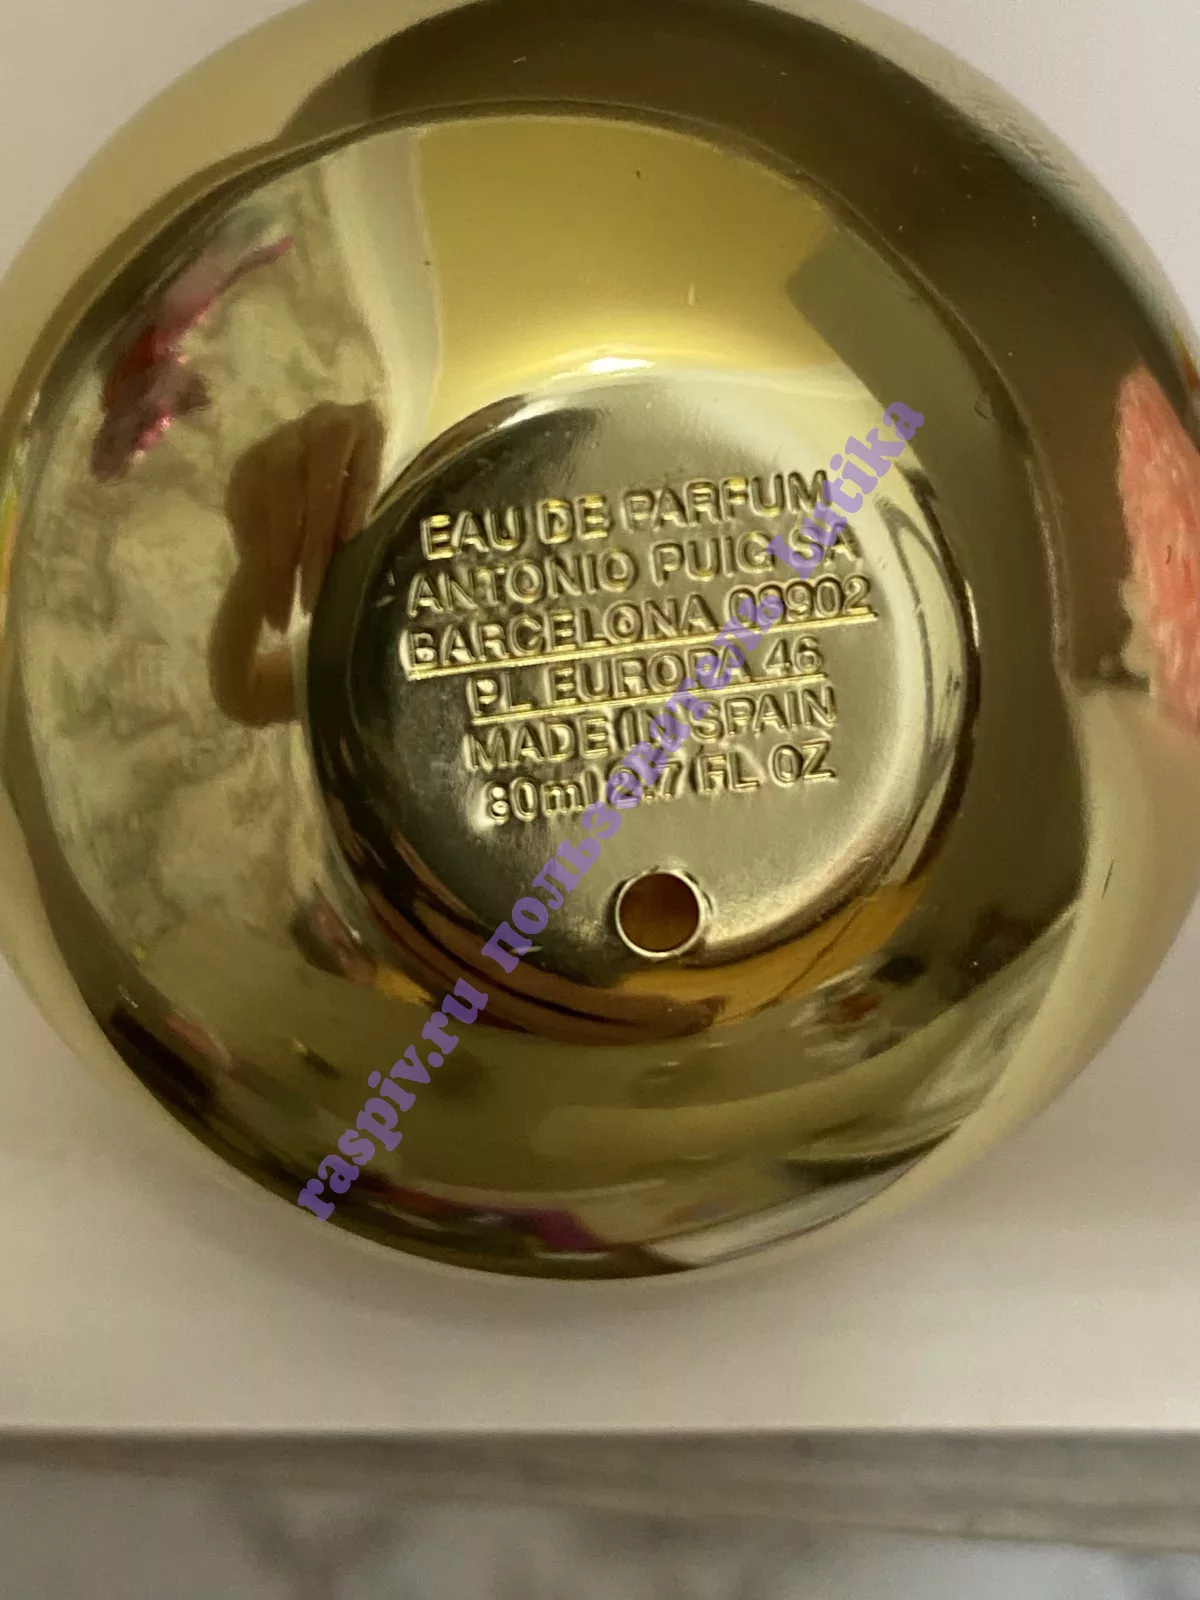 EAU DE PARFUM
ANTONIO PUIG SA
BARCELONA 08902
PL EUROPA 46
MADE IN SPAIN
80ml 2.7 FL OZ
raspiv.ru пользователь lutika